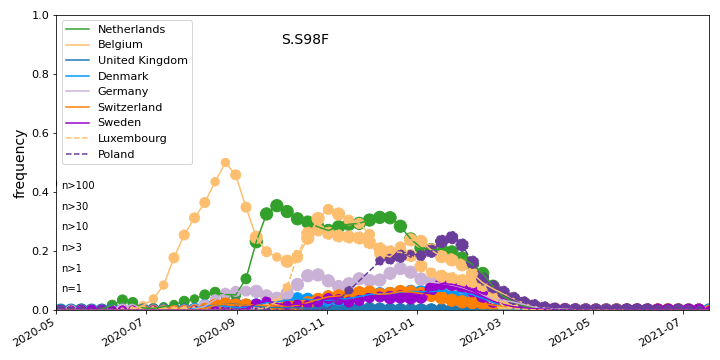 S.S98F
1.0
0.8
0.6
0.4
0.2
0.0
frequency
Netherlands
Belgium
United Kingdom
Denmark
Germany
Switzerland
Sweden
Luxembourg
Poland
n>100
n>30
n>10
n>3
n>1
n=1
2020-05
2020-07
2020-09
2020-11
2021-01
2021-03
2021-05
2021-07